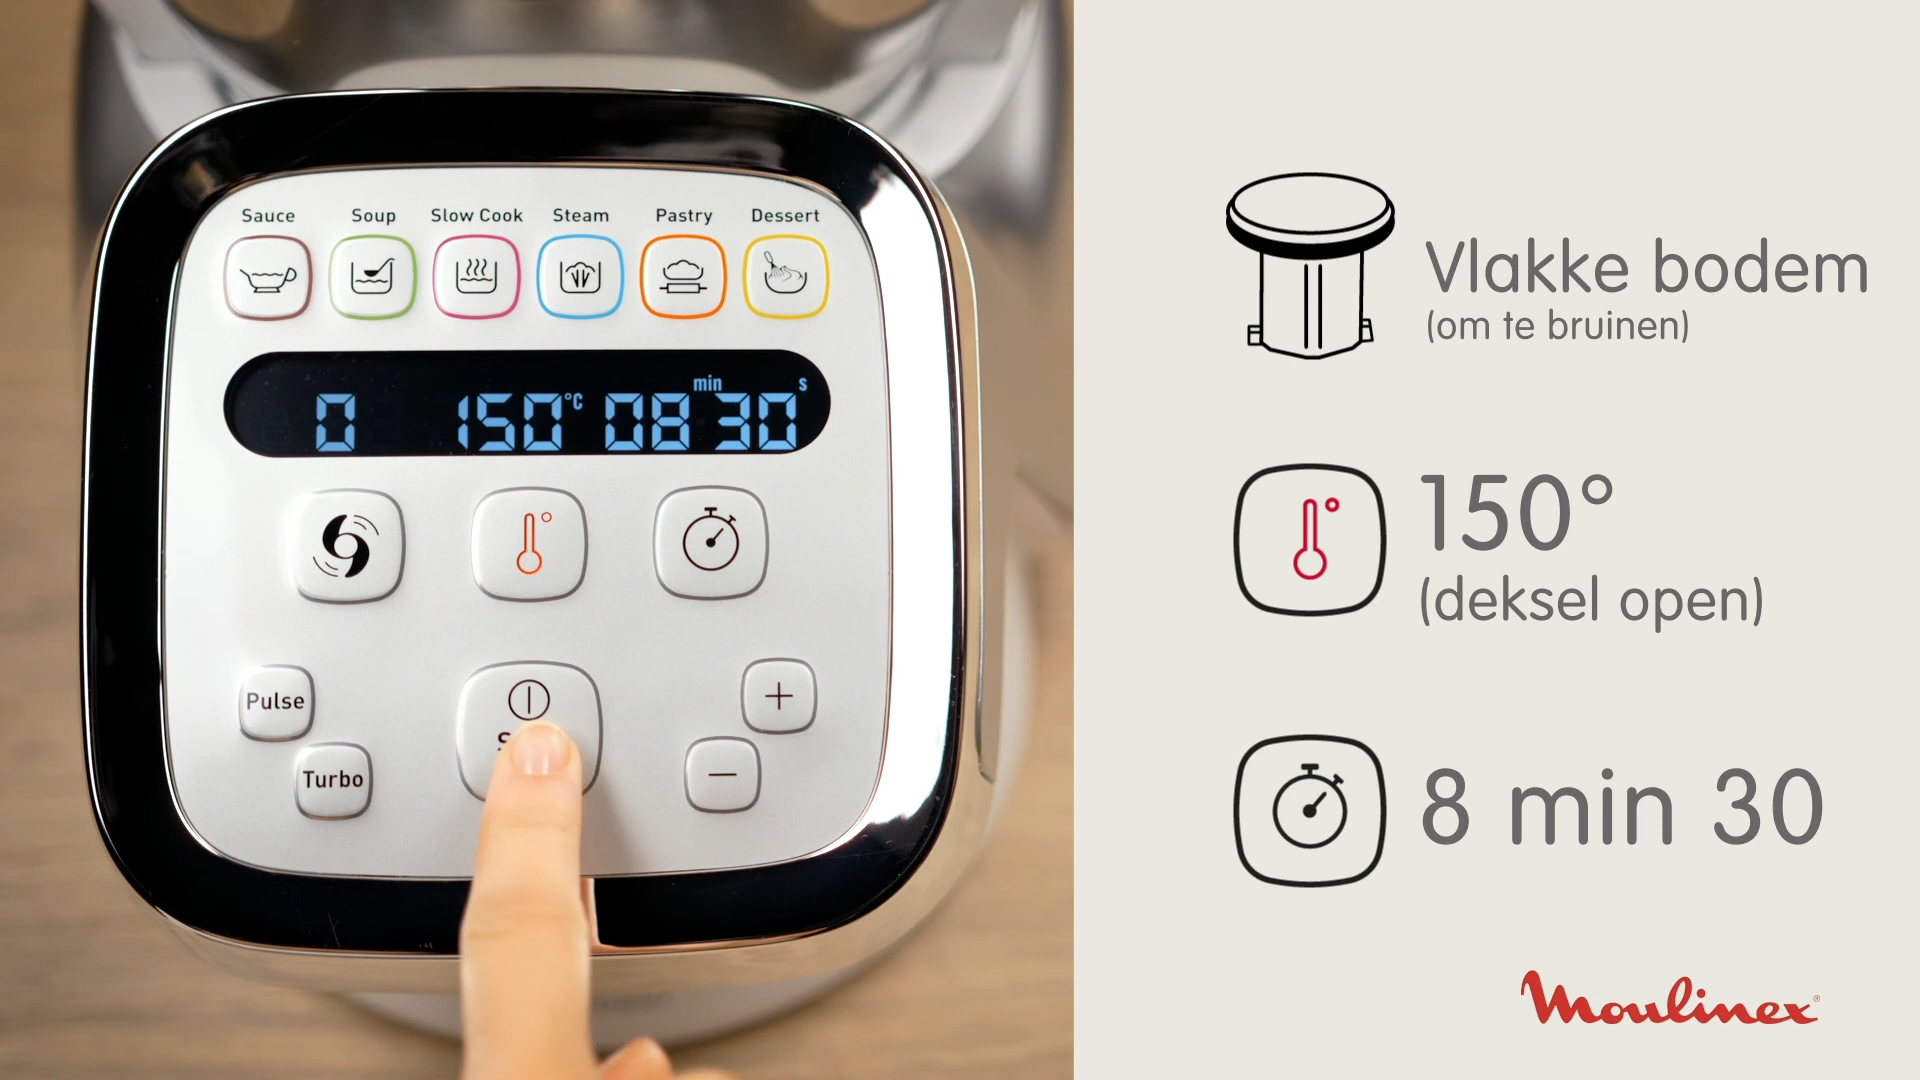 Sauce Soup Slow Cook Steam Pastry Dessert
0 150°C 08 min 30 s
Pulse
Turbo
Vlakke bodem
(om te bruinen)
150°
(deksel open)
8 min 30
Moulinex®